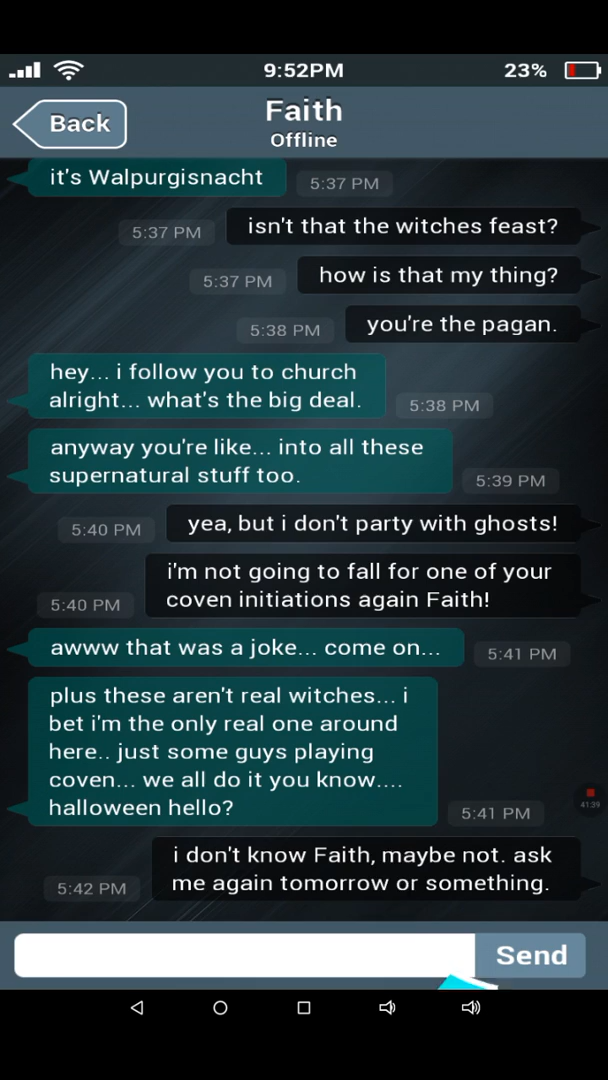 9:52PM
23%
Back
Faith
Offline
it's Walpurgisnacht
5:37 PM
isn't that the witches feast?
5:37 PM
how is that my thing?
5:37 PM
you're the pagan.
5:38 PM
hey... i follow you to church
alright... what's the big deal.
5:38 PM
anyway you're like... into all these
supernatural stuff too.
5:39 PM
yea, but i don't party with ghosts!
5:40 PM
i'm not going to fall for one of your
coven initiations again Faith!
5:40 PM
awww that was a joke... come on...
5:41 PM
plus these aren't real witches... i
bet i'm the only real one around
here.. just some guys playing
coven... we all do it you know....
halloween hello?
5:41 PM
41:39
i don't know Faith, maybe not. ask
me again tomorrow or something.
5:42 PM
Send